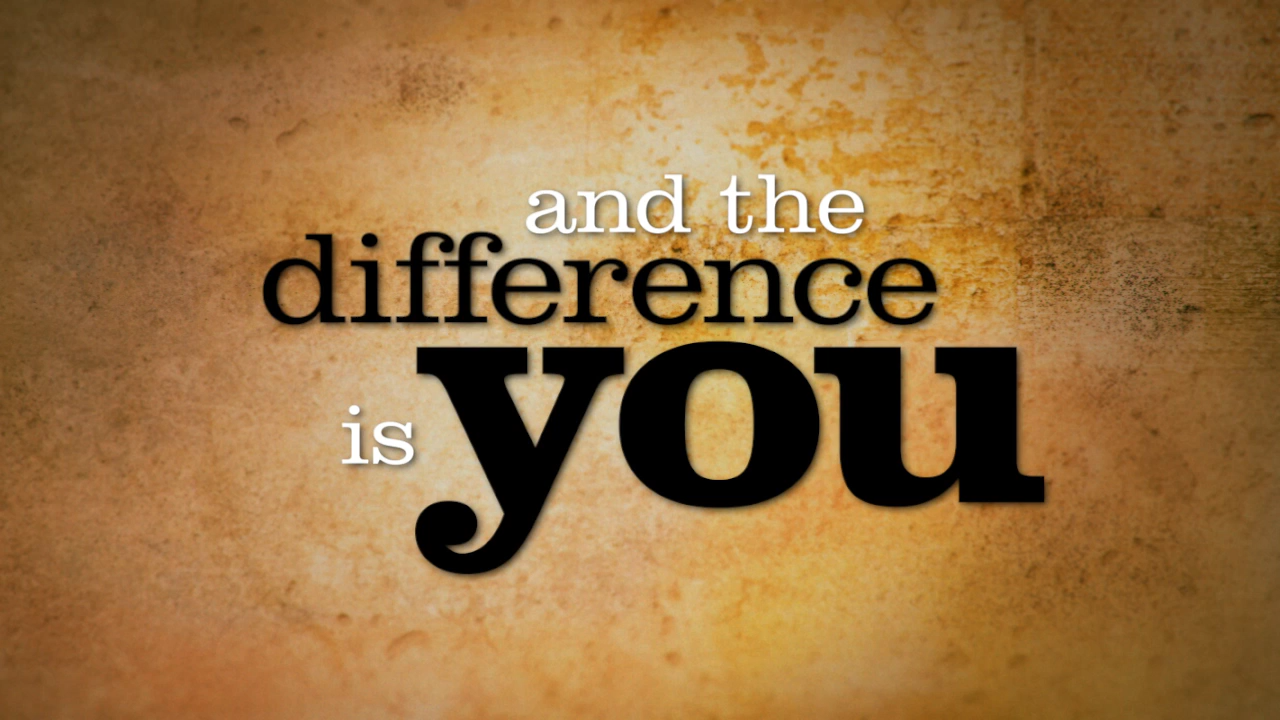 and the
difference
is you